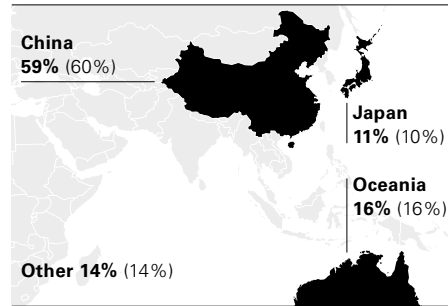 China
59% (60%)
Japan
11% (10%)
Oceania
16% (16%)
Other 14% (14%)